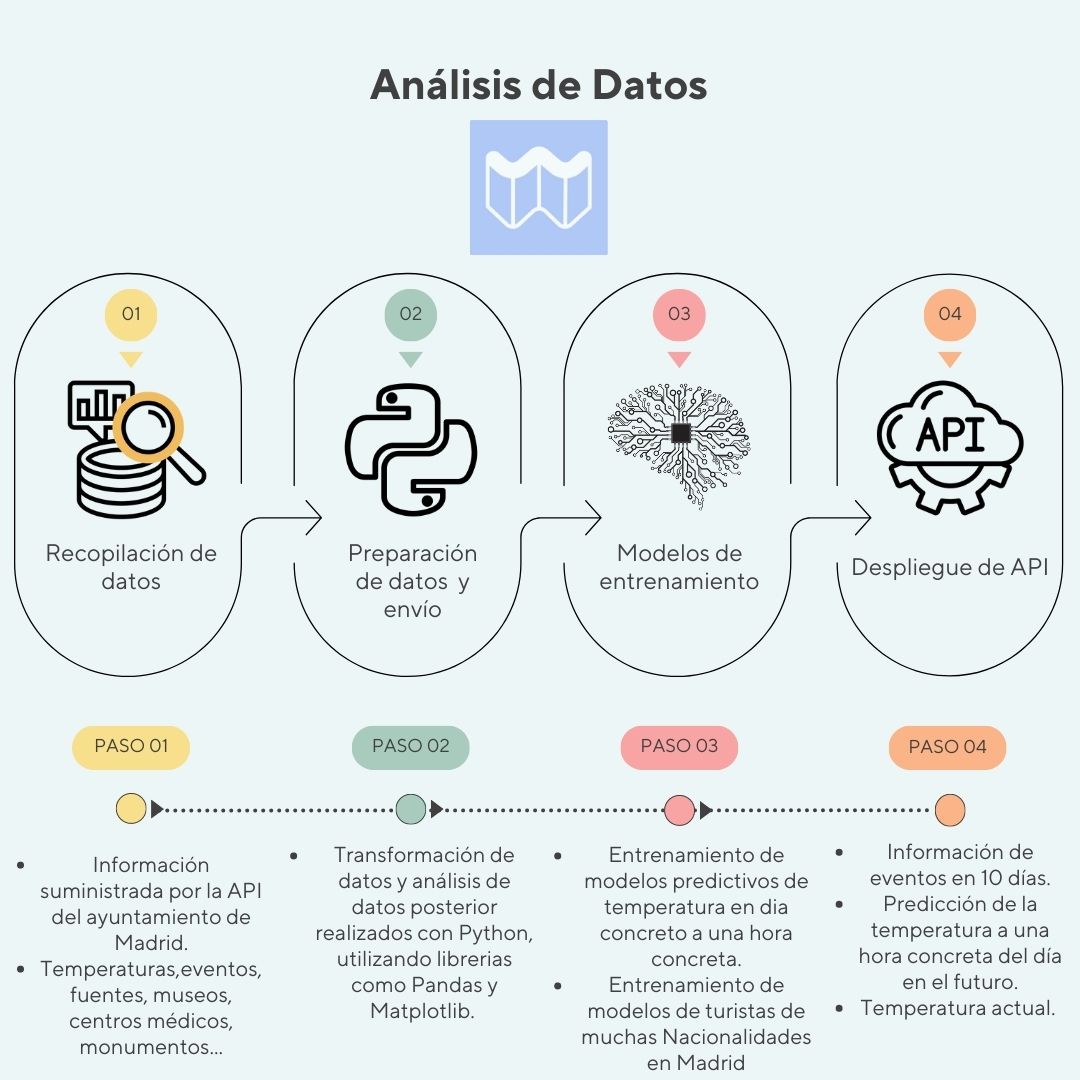 Análisis de Datos
01
02
03
04
API
Recopilación de
datos
Preparación
de datos y
envío
Modelos de
entrenamiento
Despliegue de API
PASO 01
PASO 02
PASO 03
PASO 04
• Información
suministrada por la API
del ayuntamiento de
Madrid.
• Temperaturas,eventos,
fuentes, museos,
centros médicos,
monumentos...
• Transformación de
datos y análisis de
datos posterior
realizados con Python,
utilizando librerias
como Pandas y
Matplotlib.
• Entrenamiento de
modelos predictivos de
temperatura en dia
concreto a una hora
concreta.
• Entrenamiento de
modelos de turistas de
muchas Nacionalidades
en Madrid
• Información de
eventos en 10 días.
• Predicción de la
temperatura a una
hora concreta del día
en el futuro.
• Temperatura actual.